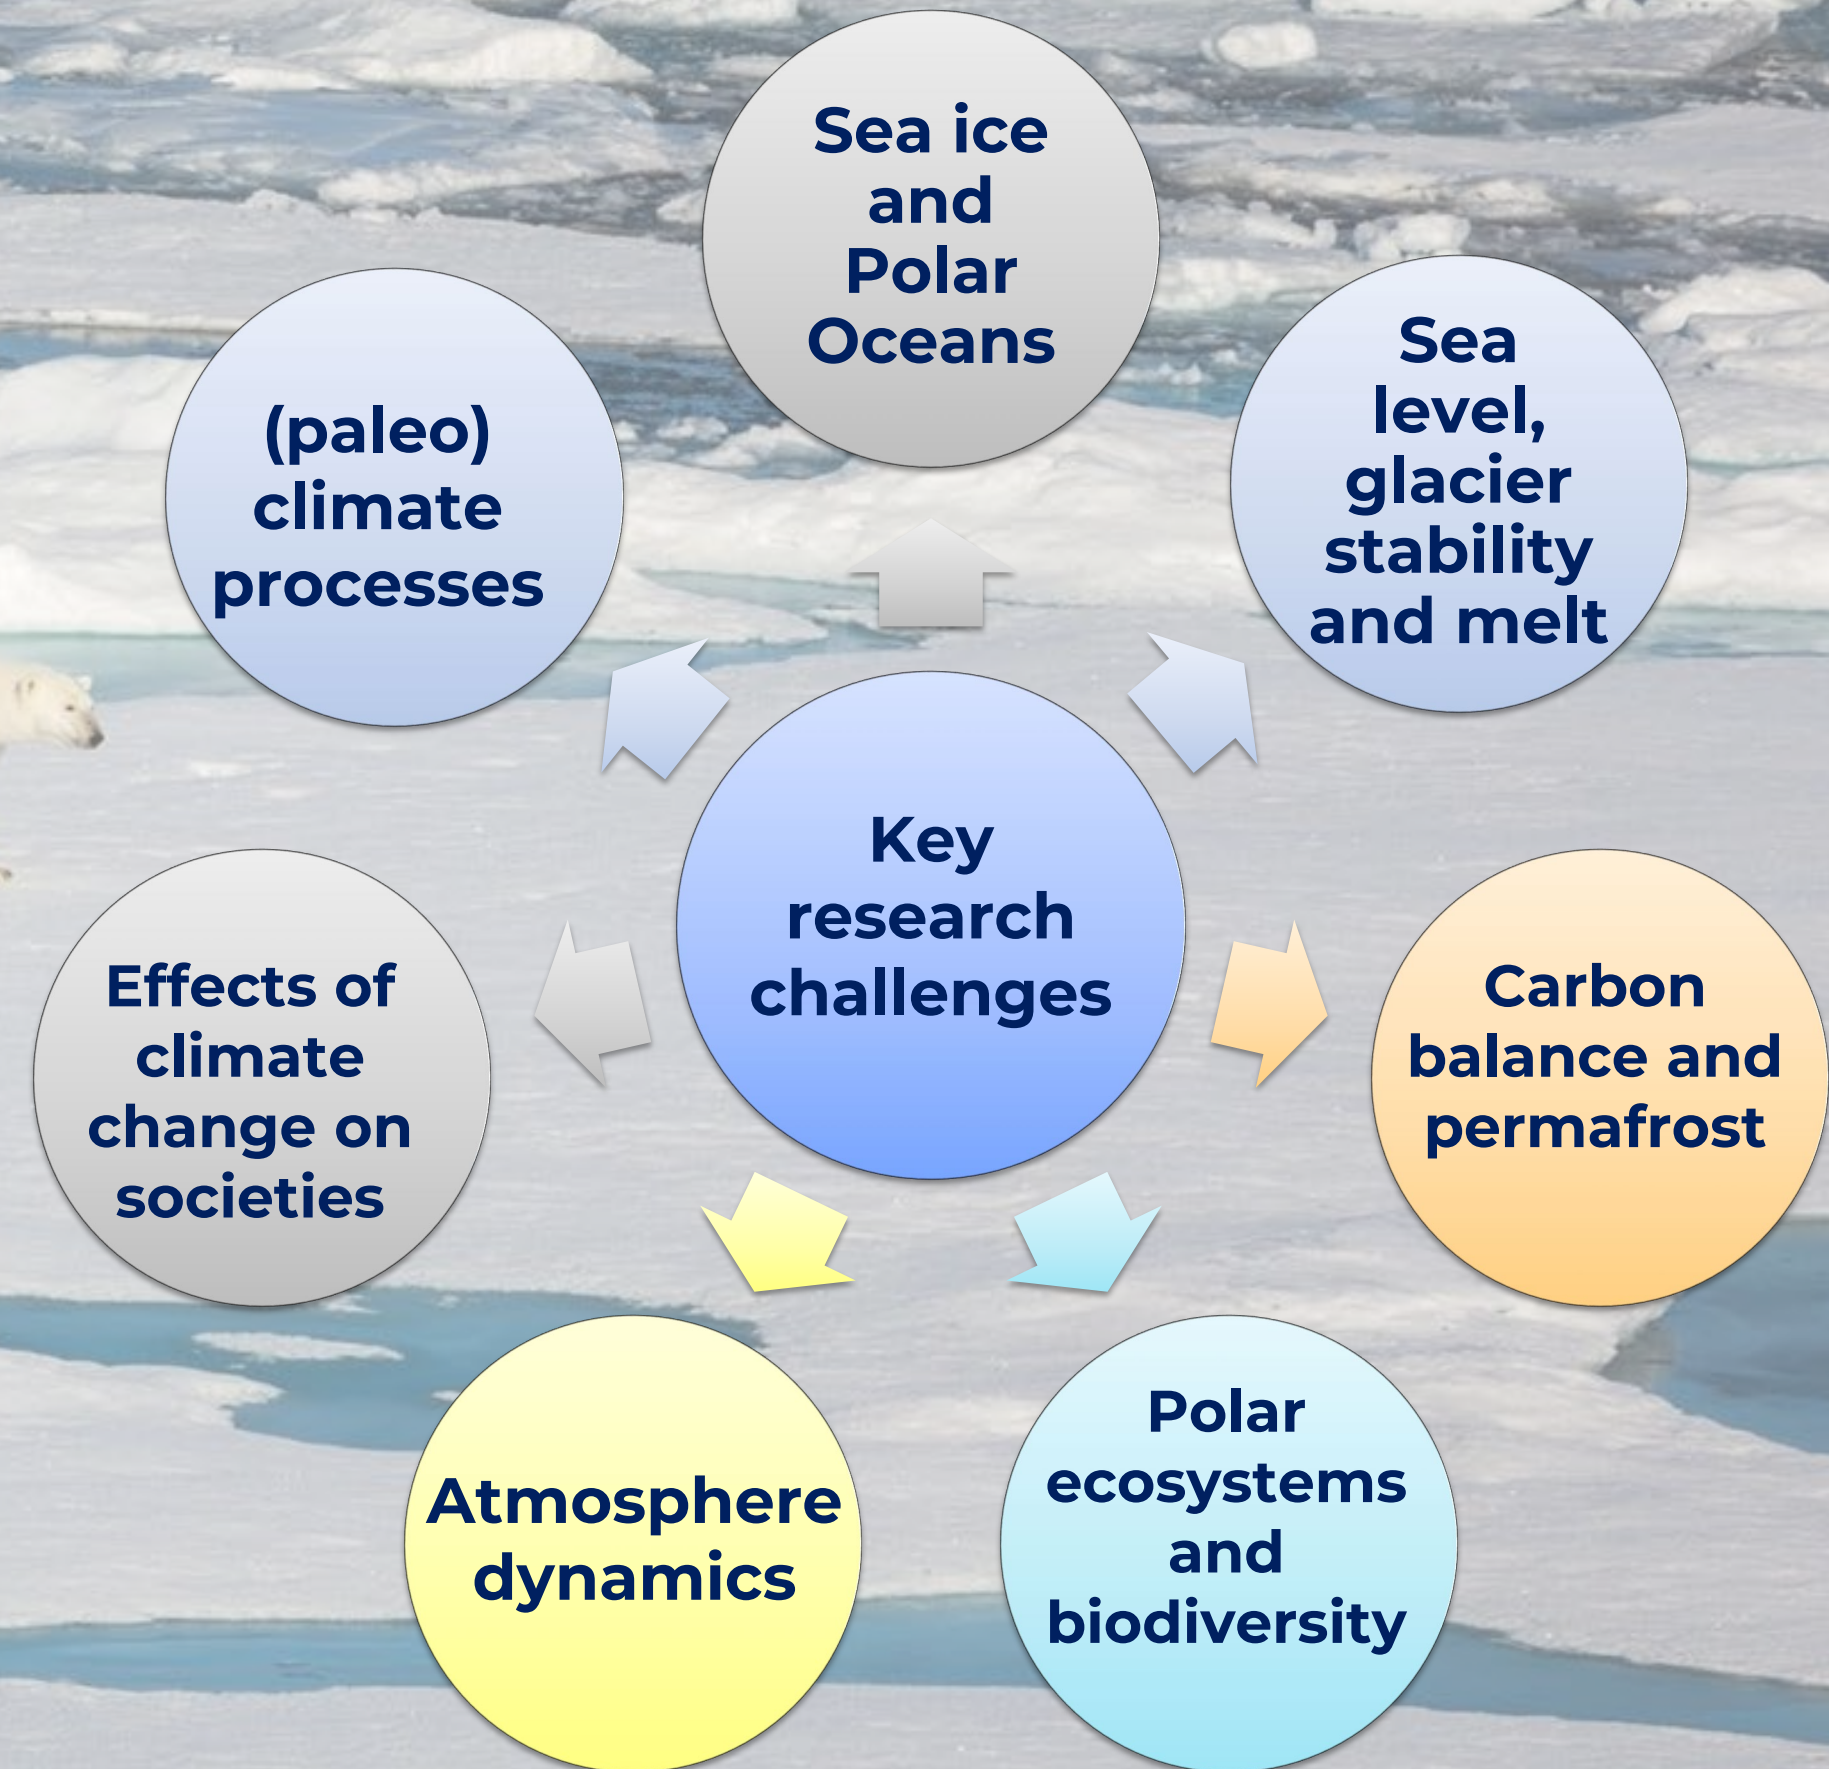 Sea ice
and
Polar
Oceans
Sea
level,
glacier
stability
and melt
(paleo)
climate
processes
Key
research
challenges
Effects of
climate
change on
societies
Carbon
balance and
permafrost
Atmosphere
dynamics
Polar
ecosystems
and
biodiversity